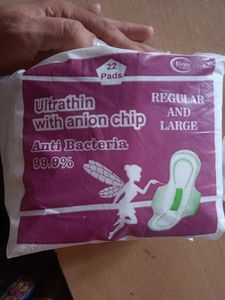 22
Pads
Ultrathin
with anion chip
Anti Bacteria
99.9%
REGULAR
AND
LARGE